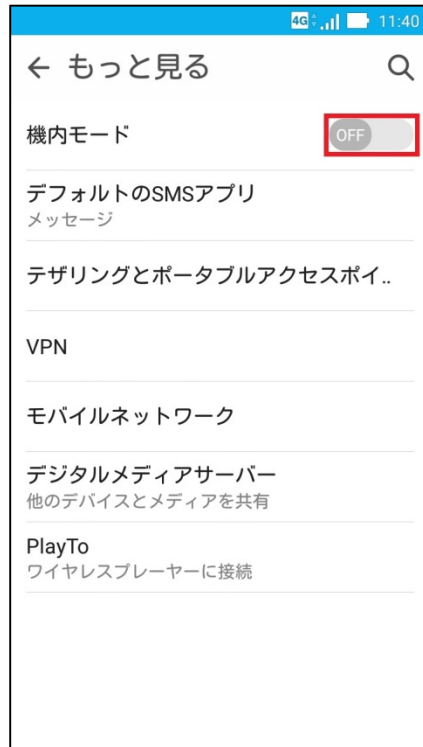 4G 11:40
← もっと見る
機内モード OFF
デフォルトのSMSアプリ
メッセージ
テザリングとポータブルアクセスポイ..
VPN
モバイルネットワーク
デジタルメディアサーバー
他のデバイスとメディアを共有
PlayTo
ワイヤレスプレーヤーに接続